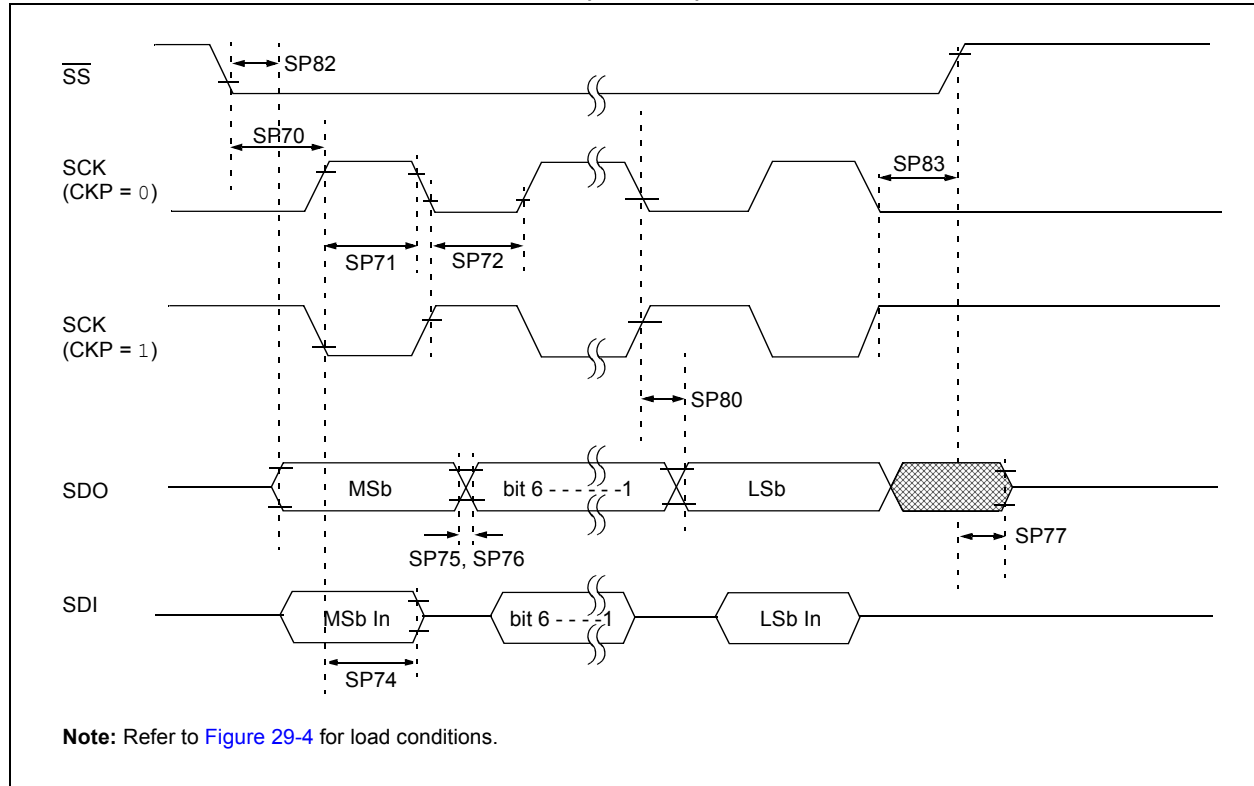 SS
SP82
SP70
SCK
(CKP = 0)
SP83
SP71
SP72
SCK
(CKP = 1)
SP80
SDO
MSb
bit 6 - - - - - -1
LSb
SP75, SP76
SP77
SDI
MSb In
bit 6 - - - -1
LSb In
SP74
Note: Refer to Figure 29-4 for load conditions.